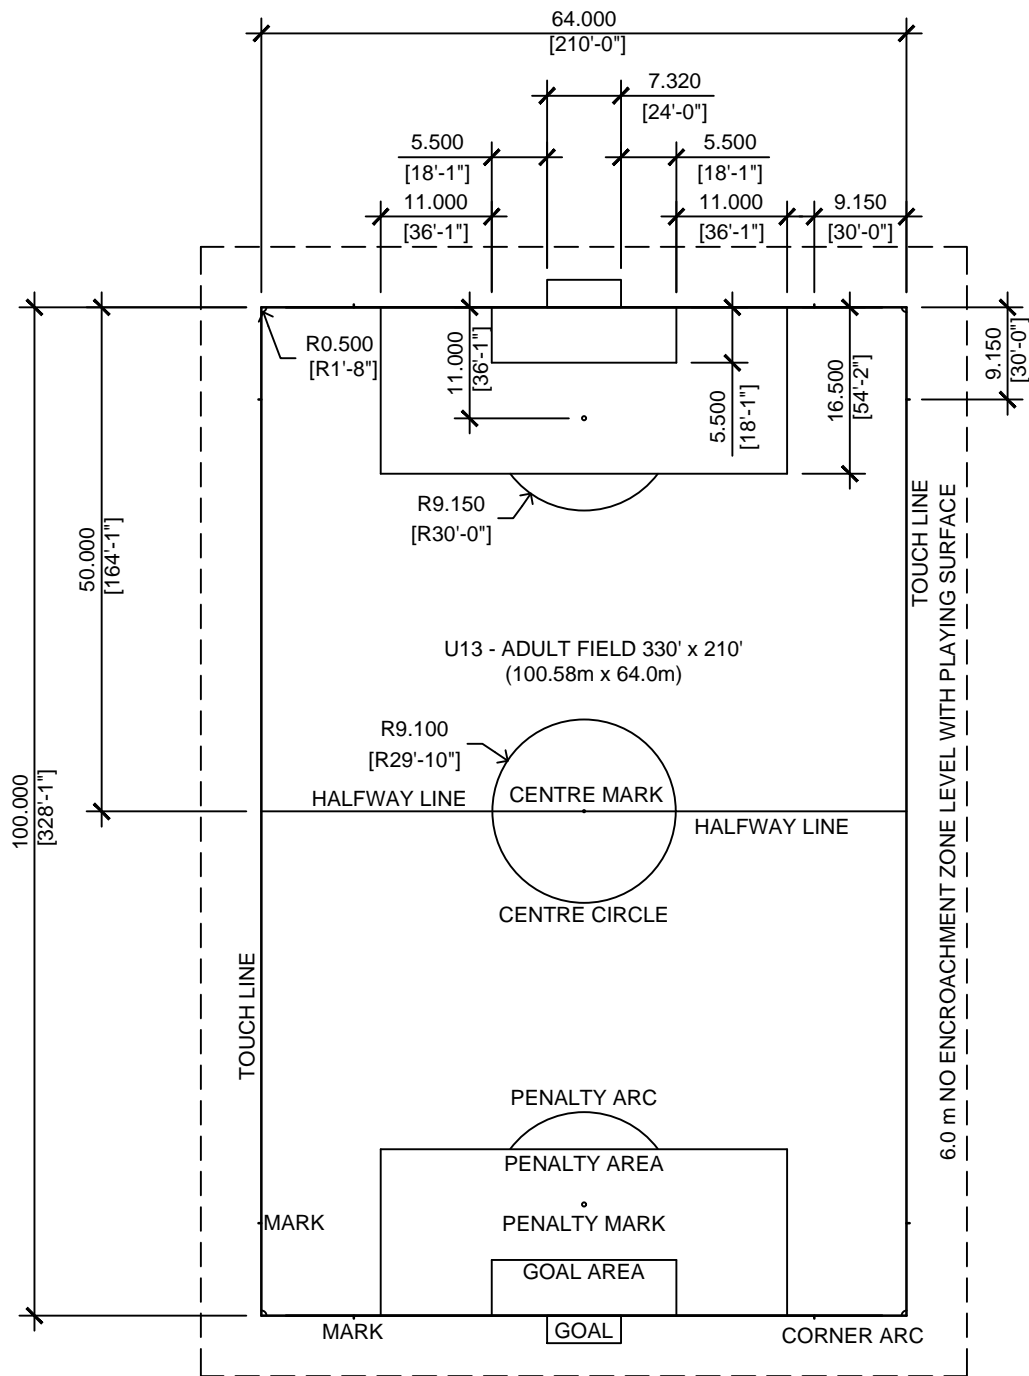 64.000
[210'-0"]
7.320
[24'-0"]
5.500
[18'-1"]
5.500
[18'-1"]
11.000
[36'-1"]
11.000
[36'-1"]
9.150
[30'-0"]
R0.500
[R1'-8"]
11.000
[36'-1"]
5.500
[18'-1"]
16.500
[54'-2"]
9.150
[30'-0"]
R9.150
[R30'-0"]
50.000
[164'-1"]
TOUCH LINE
6.0 m NO ENCROACHMENT ZONE LEVEL WITH PLAYING SURFACE
U13 - ADULT FIELD 330' x 210'
(100.58m x 64.0m)
R9.100
[R29'-10"]
100.000
[328'-1"]
HALFWAY LINE
CENTRE MARK
HALFWAY LINE
CENTRE CIRCLE
TOUCH LINE
PENALTY ARC
PENALTY AREA
MARK
PENALTY MARK
GOAL AREA
MARK
GOAL
CORNER ARC